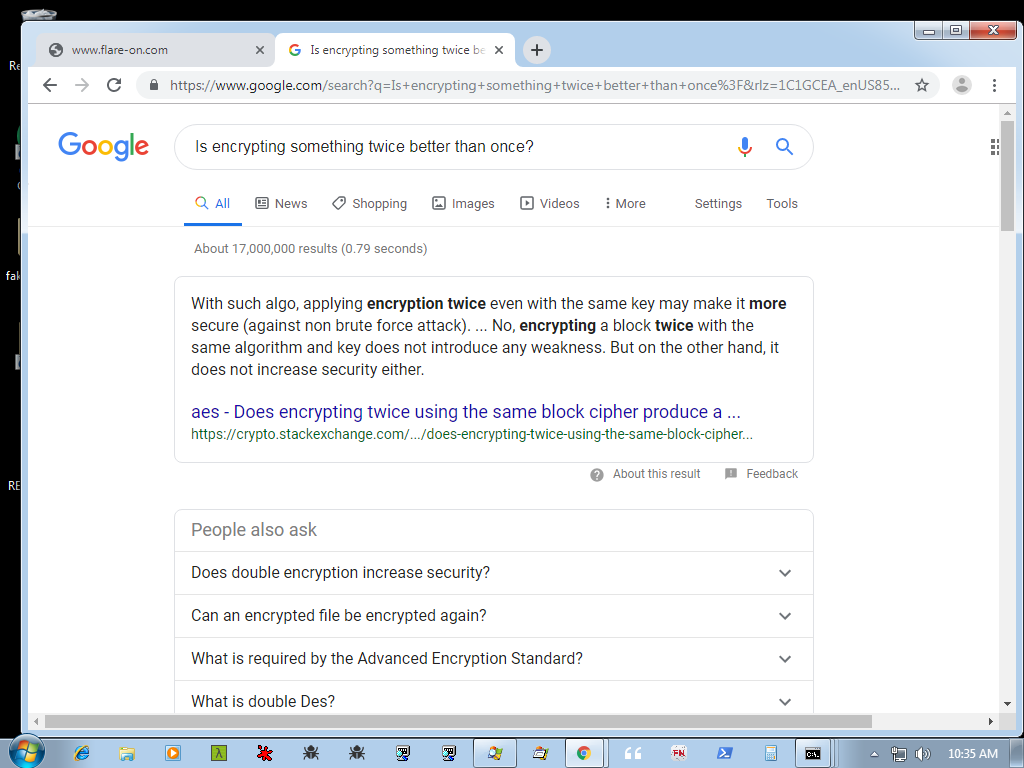 www.flare-on.com
Is encrypting something twice be
https://www.google.com/search?q=Is+encrypting+something+twice+better+than+once%3F&rlz=1C1GCEA_enUS85...
Google
Is encrypting something twice better than once?
All News Shopping Images Videos More Settings Tools
About 17,000,000 results (0.79 seconds)
With such algo, applying encryption twice even with the same key may make it more
secure (against non brute force attack). ... No, encrypting a block twice with the
same algorithm and key does not introduce any weakness. But on the other hand, it
does not increase security either.
aes - Does encrypting twice using the same block cipher produce a ...
https://crypto.stackexchange.com/.../does-encrypting-twice-using-the-same-block-cipher...
About this result Feedback
People also ask
Does double encryption increase security?
Can an encrypted file be encrypted again?
What is required by the Advanced Encryption Standard?
What is double Des?
Re
fak
RE
FN
C:\.
10:35 AM